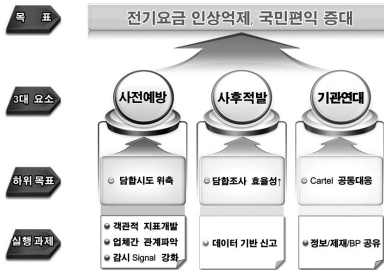 목 표
전기요금 인상억제, 국민편익 증대
3대 요소
사전예방
사후적발
기관연대
하위목표
담합시도 위축
담합조사 효율성↑
Cartel 공동대응
실행과제
객관적 지표개발
업체간 관계파악
감시 Signal 강화
데이터 기반 신고
정보/제재/BP 공유